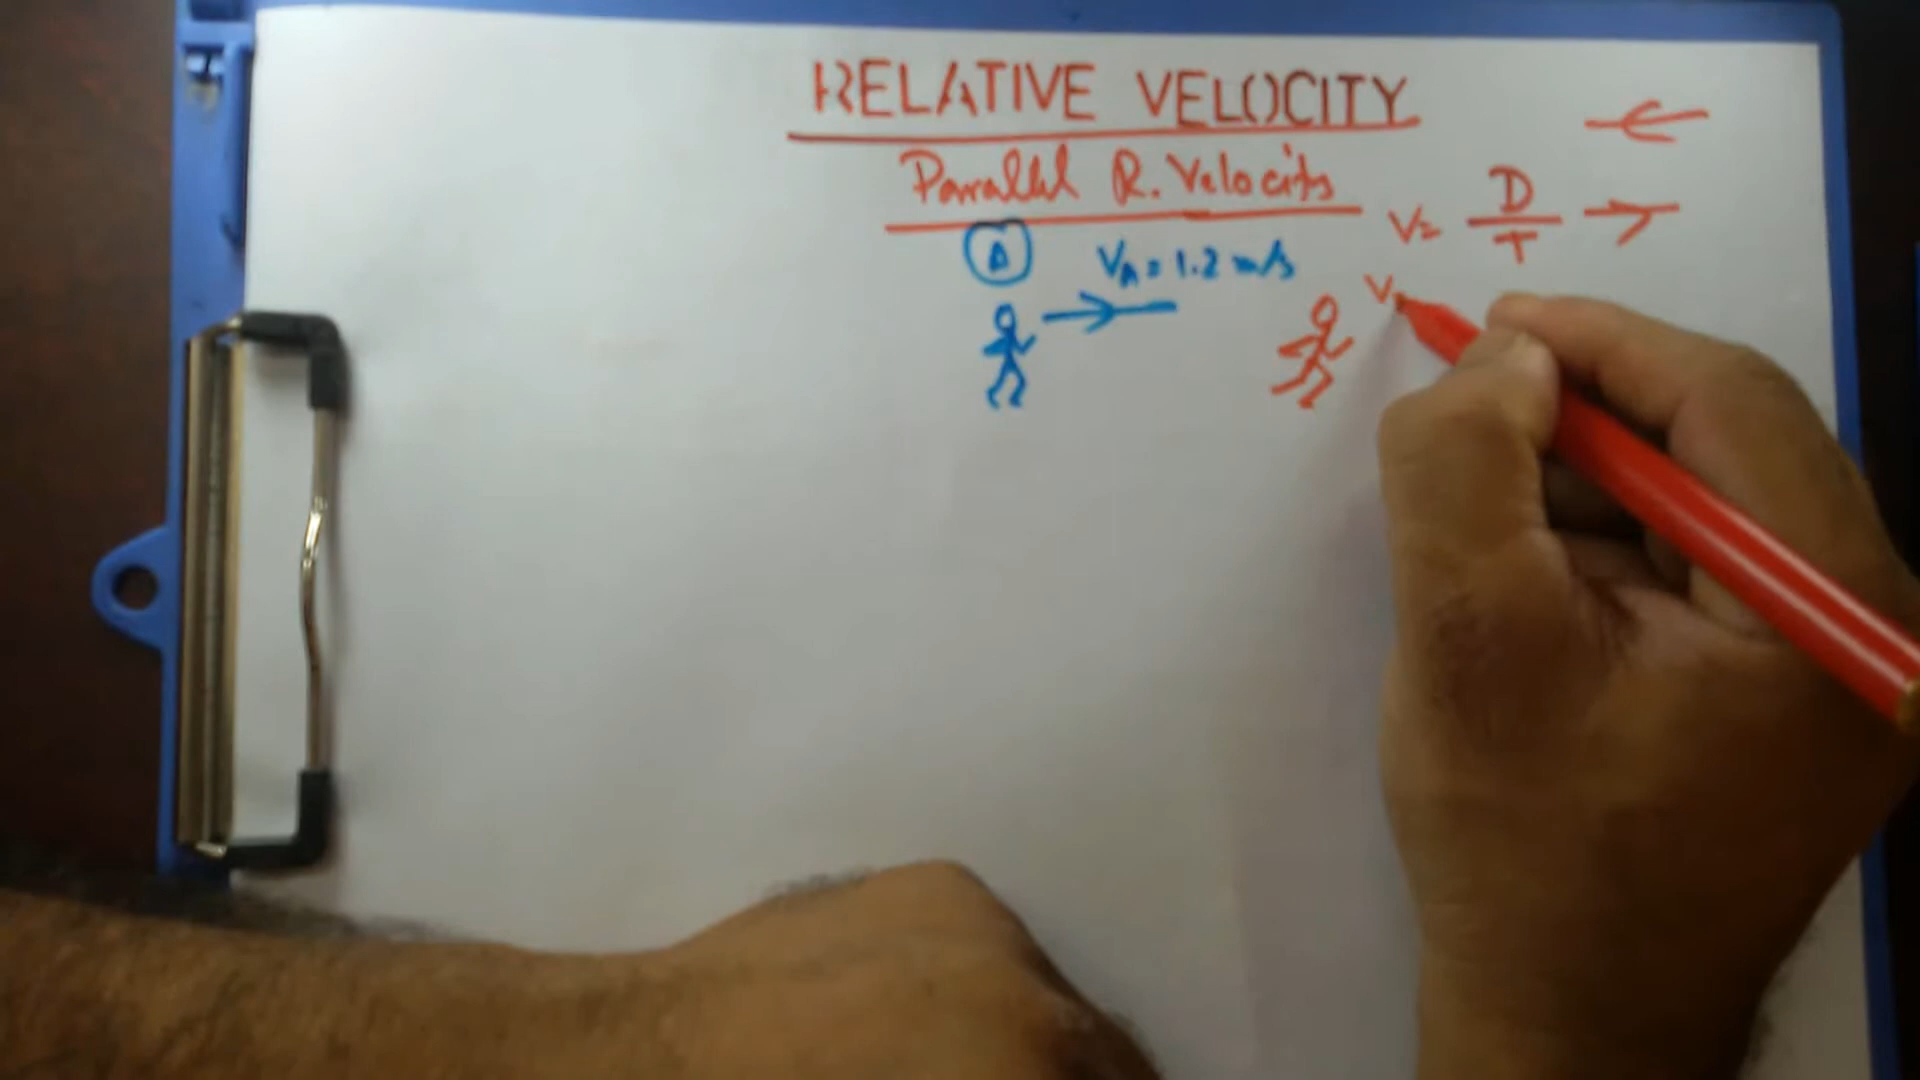 RELATIVE VELOCITY
Parallel R. Velocity
V= D/T
A
VA = 1.2 m/s
V